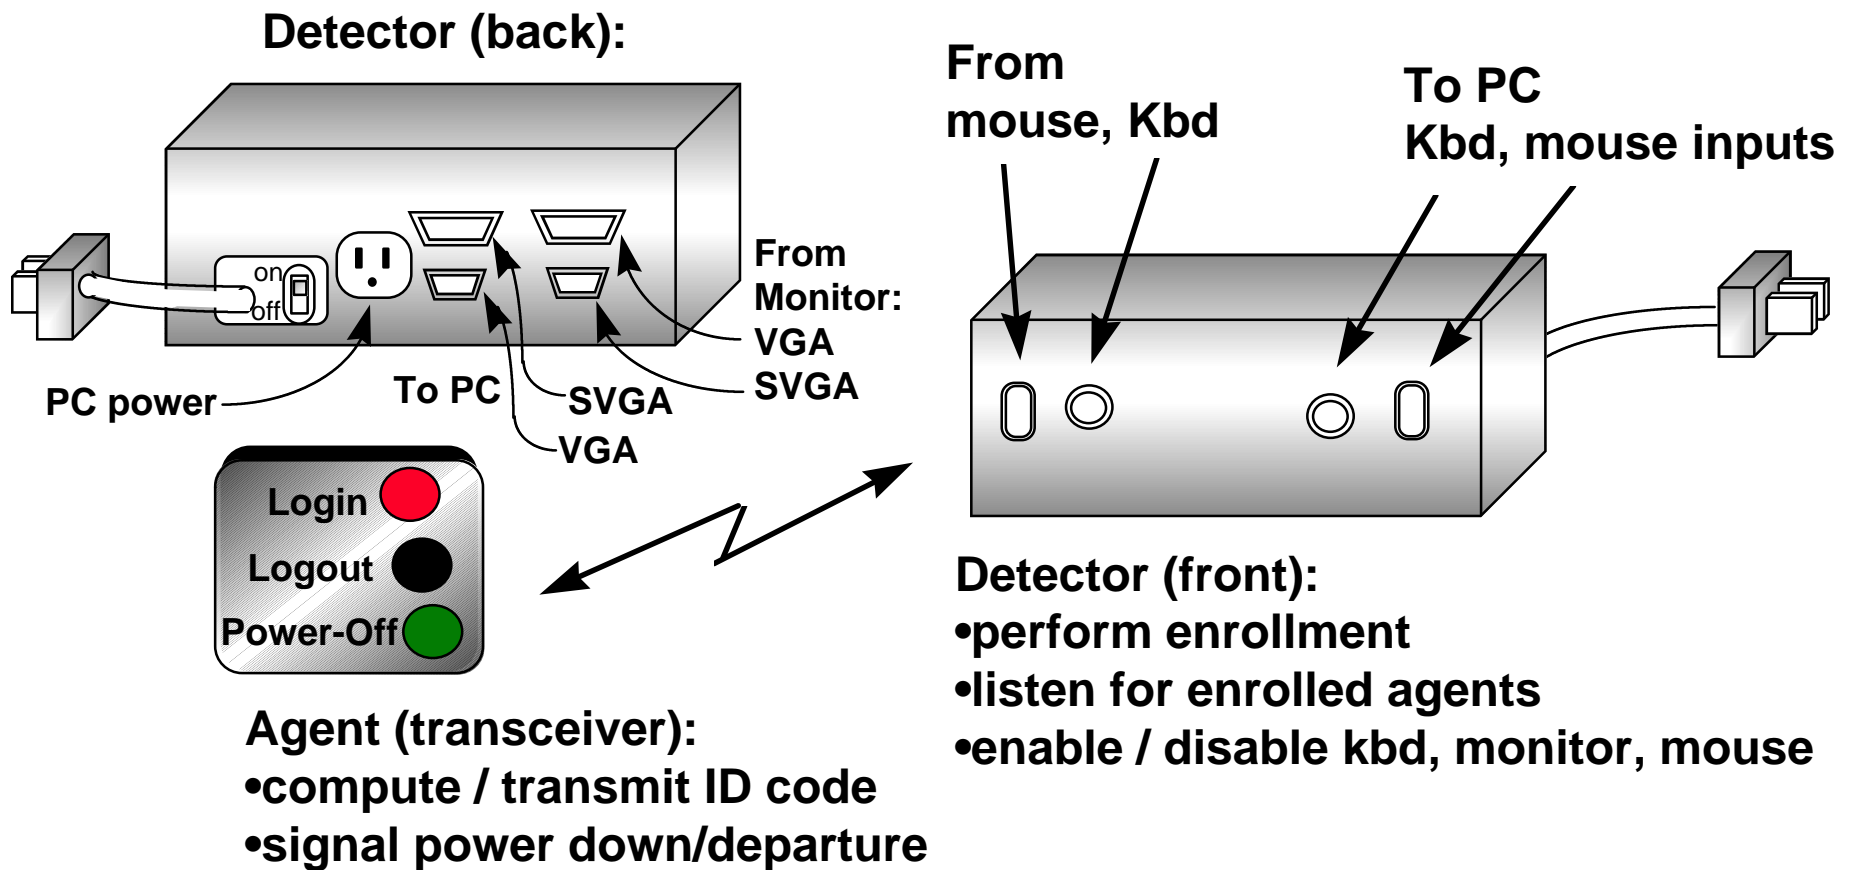 Detector (back):
on
off
PC power
To PC
SVGA
VGA
From
Monitor:
VGA
SVGA
From
mouse, Kbd
To PC
Kbd, mouse inputs
Login
Logout
Power-Off
Agent (transceiver):
•compute / transmit ID code
•signal power down/departure
Detector (front):
•perform enrollment
•listen for enrolled agents
•enable / disable kbd, monitor, mouse